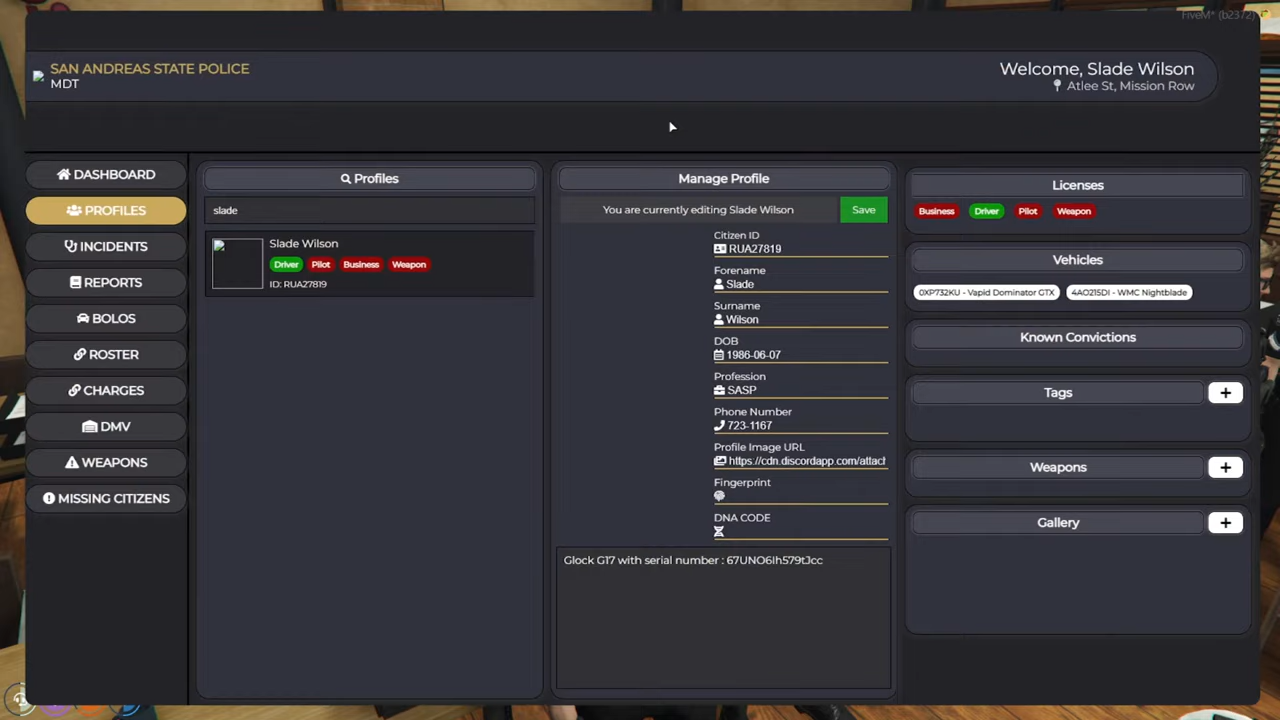 FiveM* (b2372)
SAN ANDREAS STATE POLICE
MDT
Welcome, Slade Wilson
Atlee St, Mission Row
DASHBOARD
PROFILES
INCIDENTS
REPORTS
BOLOS
ROSTER
CHARGES
DMV
WEAPONS
MISSING CITIZENS
Profiles
slade
Slade Wilson
Driver Pilot Business Weapon
ID: RUA27819
Manage Profile
You are currently editing Slade Wilson Save
Citizen ID
RUA27819
Forename
Slade
Surname
Wilson
DOB
1986-06-07
Profession
SASP
Phone Number
723-1167
Profile Image URL
https://cdn.discordapp.com/attach
Fingerprint
DNA CODE
Glock G17 with serial number : 67UNO6Ih579tJcc
Licenses
Business Driver Pilot Weapon
Vehicles
0XP732KU - Vapid Dominator GTX 4AO215DI - WMC Nightblade
Known Convictions
Tags +
Weapons +
Gallery +